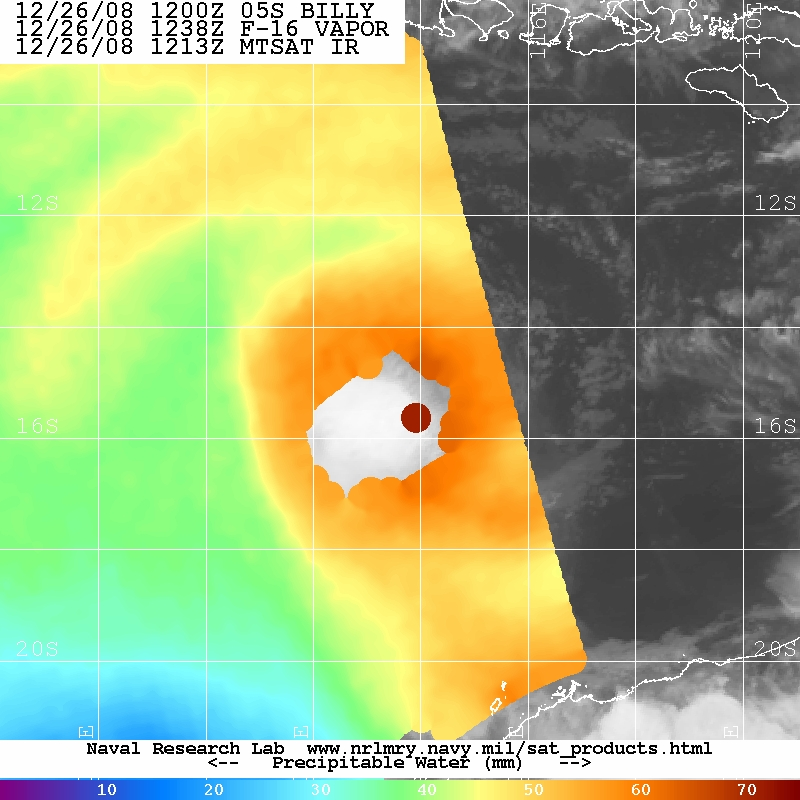 12/26/08 1200Z 05S BILLY
12/26/08 1238Z F-16 VAPOR
12/26/08 1213Z MTSAT IR
110E
120E
12S
12S
16S
16S
20S
20S
E
E
E
E
Naval Research Lab www.nrlmry.navy.mil/sat_products.html
<-- Precipitable Water (mm) -->
10 20 30 40 50 60 70